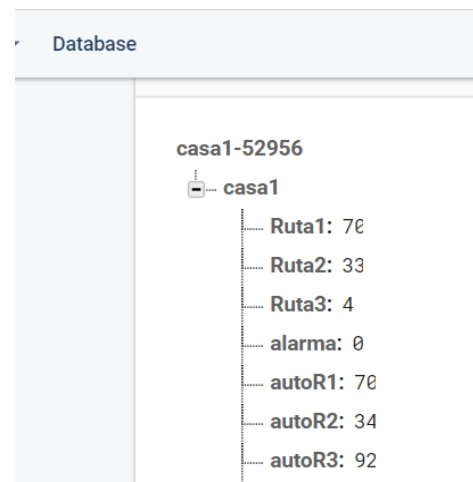 Database
casa1-52956
casa1
Ruta1: 70
Ruta2: 33
Ruta3: 4
alarma: 0
autoR1: 70
autoR2: 34
autoR3: 92